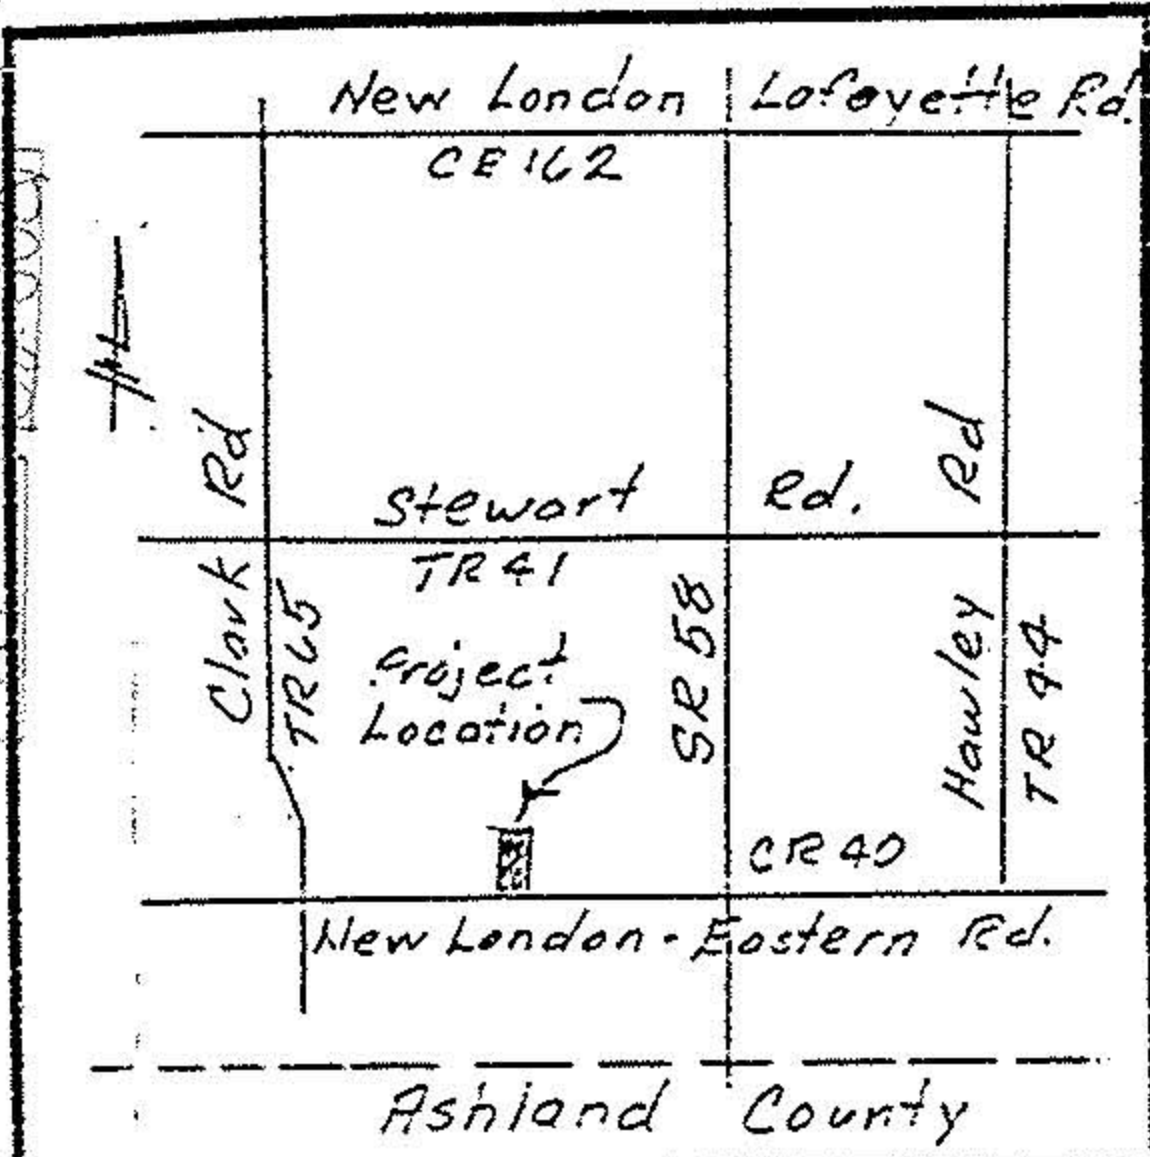 New London Lafayette Rd.
CE 162
Clark Rd
TR 65
Stewart Rd.
TR 41
Project
Location
SR 58
Hawley Rd
TR 44
CR 40
New London - Eastern Rd.
Ashland County